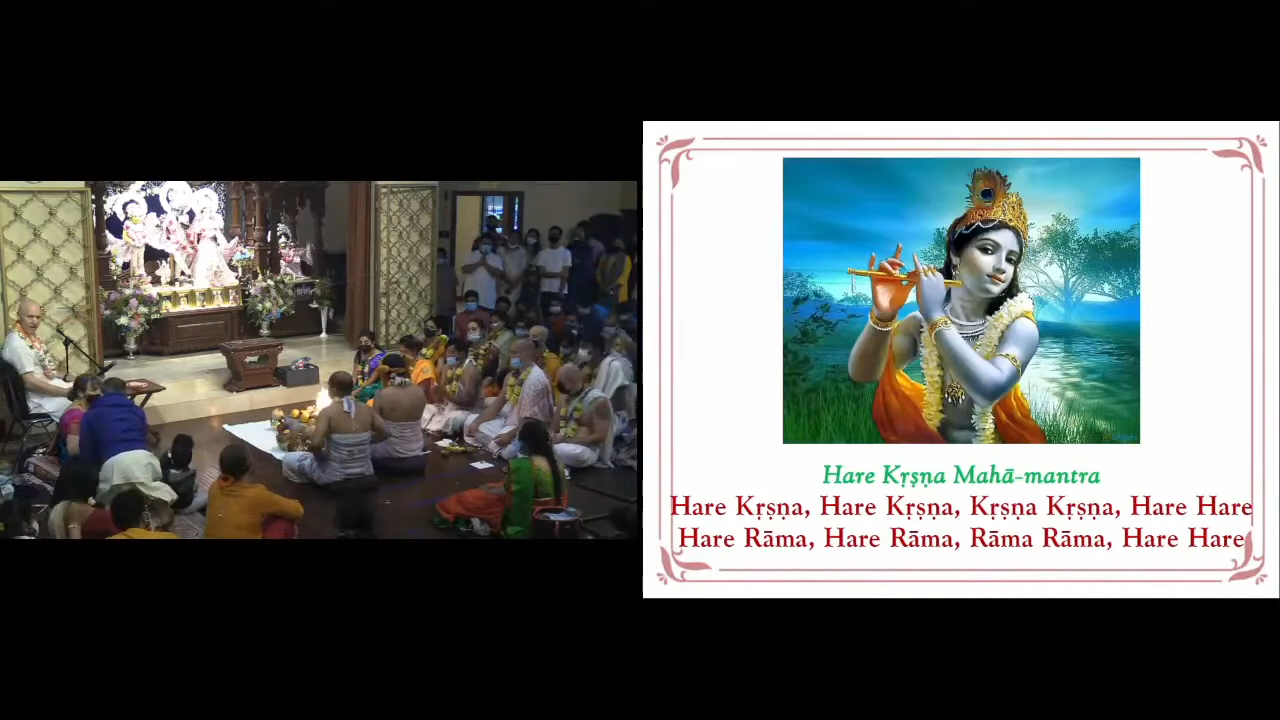 Hare Kṛṣṇa Mahā-mantra
Hare Kṛṣṇa, Hare Kṛṣṇa, Kṛṣṇa Kṛṣṇa, Hare Hare
Hare Rāma, Hare Rāma, Rāma Rāma, Hare Hare